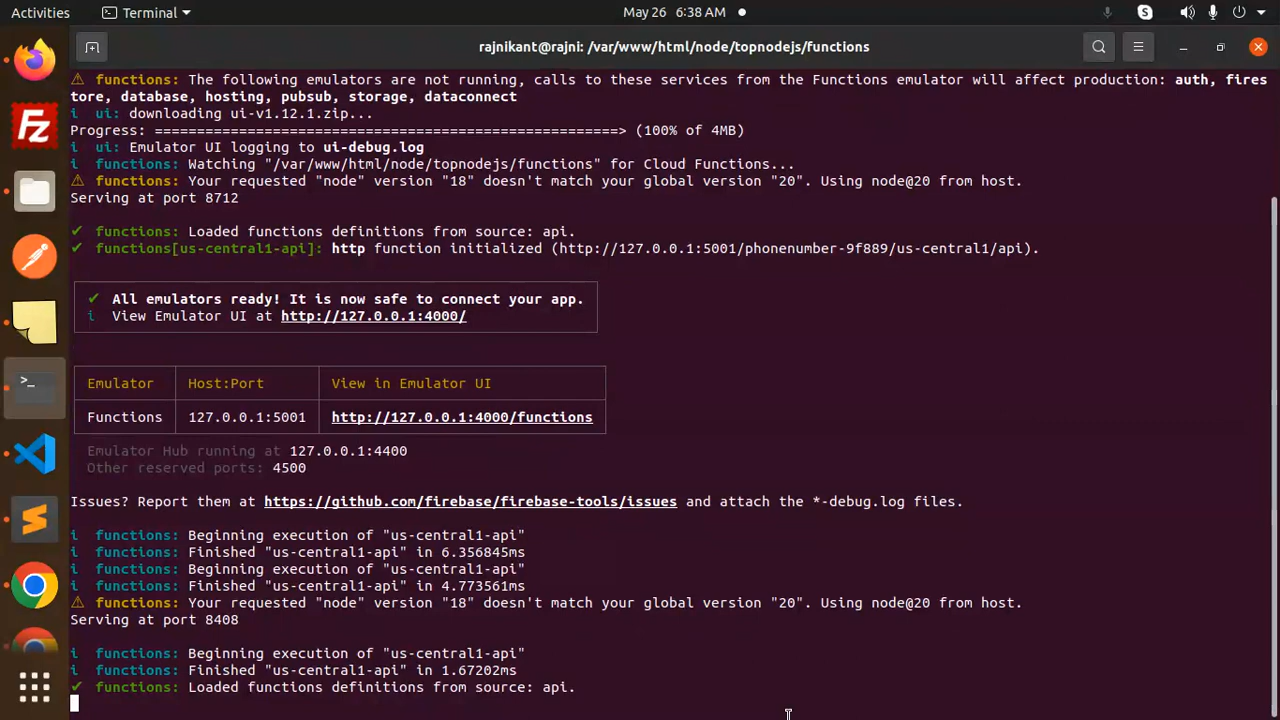 Activities Terminal May 26 6:38 AM
rajnikant@rajni: /var/www/html/node/topnodejs/functions
⚠ functions: The following emulators are not running, calls to these services from the Functions emulator will affect production: auth, fires
tore, database, hosting, pubsub, storage, dataconnect
i ui: downloading ui-v1.12.1.zip...
Progress: =======================================================> (100% of 4MB)
i ui: Emulator UI logging to ui-debug.log
i functions: Watching "/var/www/html/node/topnodejs/functions" for Cloud Functions...
⚠ functions: Your requested "node" version "18" doesn't match your global version "20". Using node@20 from host.
Serving at port 8712
✔ functions: Loaded functions definitions from source: api.
✔ functions[us-central1-api]: http function initialized (http://127.0.0.1:5001/phonenumber-9f889/us-central1/api).
✔ All emulators ready! It is now safe to connect your app.
i View Emulator UI at http://127.0.0.1:4000/
Emulator Host:Port View in Emulator UI
Functions 127.0.0.1:5001 http://127.0.0.1:4000/functions
Emulator Hub running at 127.0.0.1:4400
Other reserved ports: 4500
Issues? Report them at https://github.com/firebase/firebase-tools/issues and attach the *-debug.log files.
i functions: Beginning execution of "us-central1-api"
i functions: Finished "us-central1-api" in 6.356845ms
i functions: Beginning execution of "us-central1-api"
i functions: Finished "us-central1-api" in 4.773561ms
⚠ functions: Your requested "node" version "18" doesn't match your global version "20". Using node@20 from host.
Serving at port 8408
i functions: Beginning execution of "us-central1-api"
i functions: Finished "us-central1-api" in 1.67202ms
✔ functions: Loaded functions definitions from source: api.